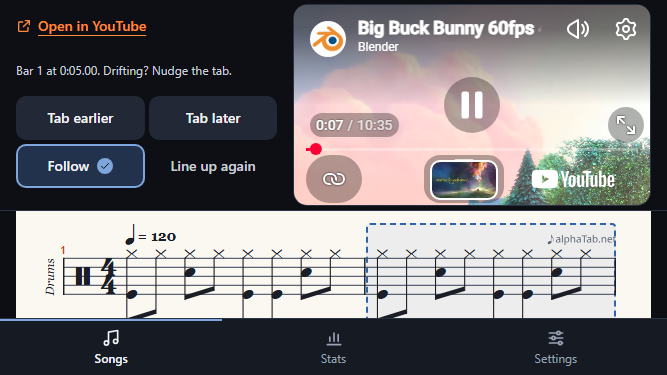 Open in YouTube
Bar 1 at 0:05.00. Drifting? Nudge the tab.
Tab earlier
Tab later
Follow
Line up again
Big Buck Bunny 60fps
Blender
0:07 / 10:35
YouTube
= 120
alphaTab.net
1
Drums
4
4
Songs
Stats
Settings